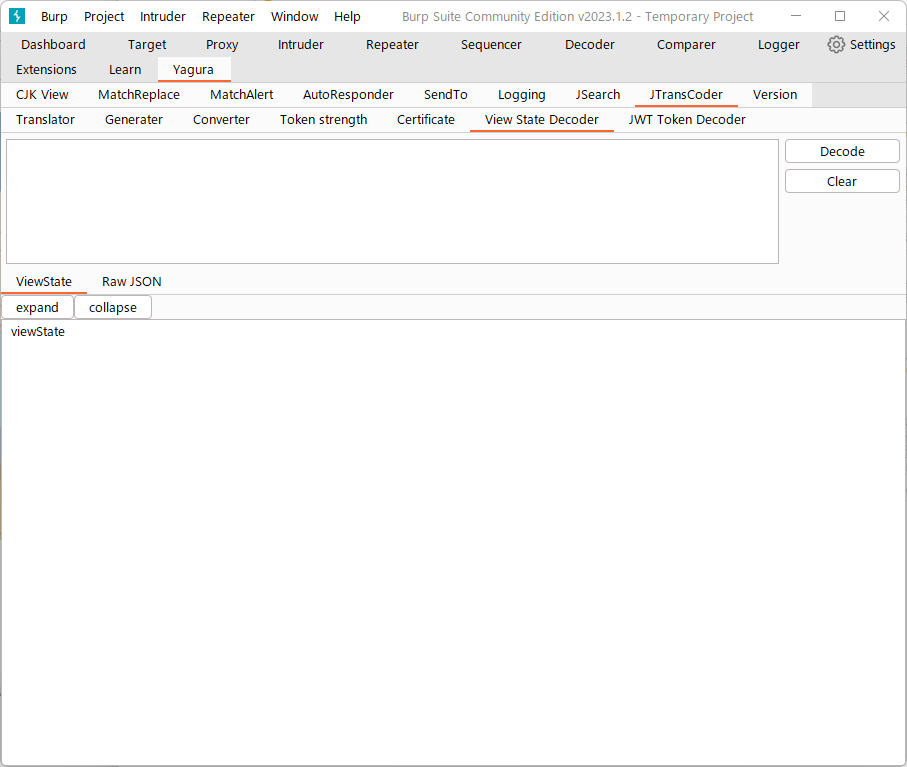 Burp Project Intruder Repeater Window Help Burp Suite Community Edition v2023.1.2 - Temporary Project
Dashboard Target Proxy Intruder Repeater Sequencer Decoder Comparer Logger Settings
Extensions Learn Yagura
CJK View MatchReplace MatchAlert AutoResponder SendTo Logging JSearch JTransCoder Version
Translator Generater Converter Token strength Certificate View State Decoder JWT Token Decoder
Decode
Clear
ViewState Raw JSON
expand collapse
viewState